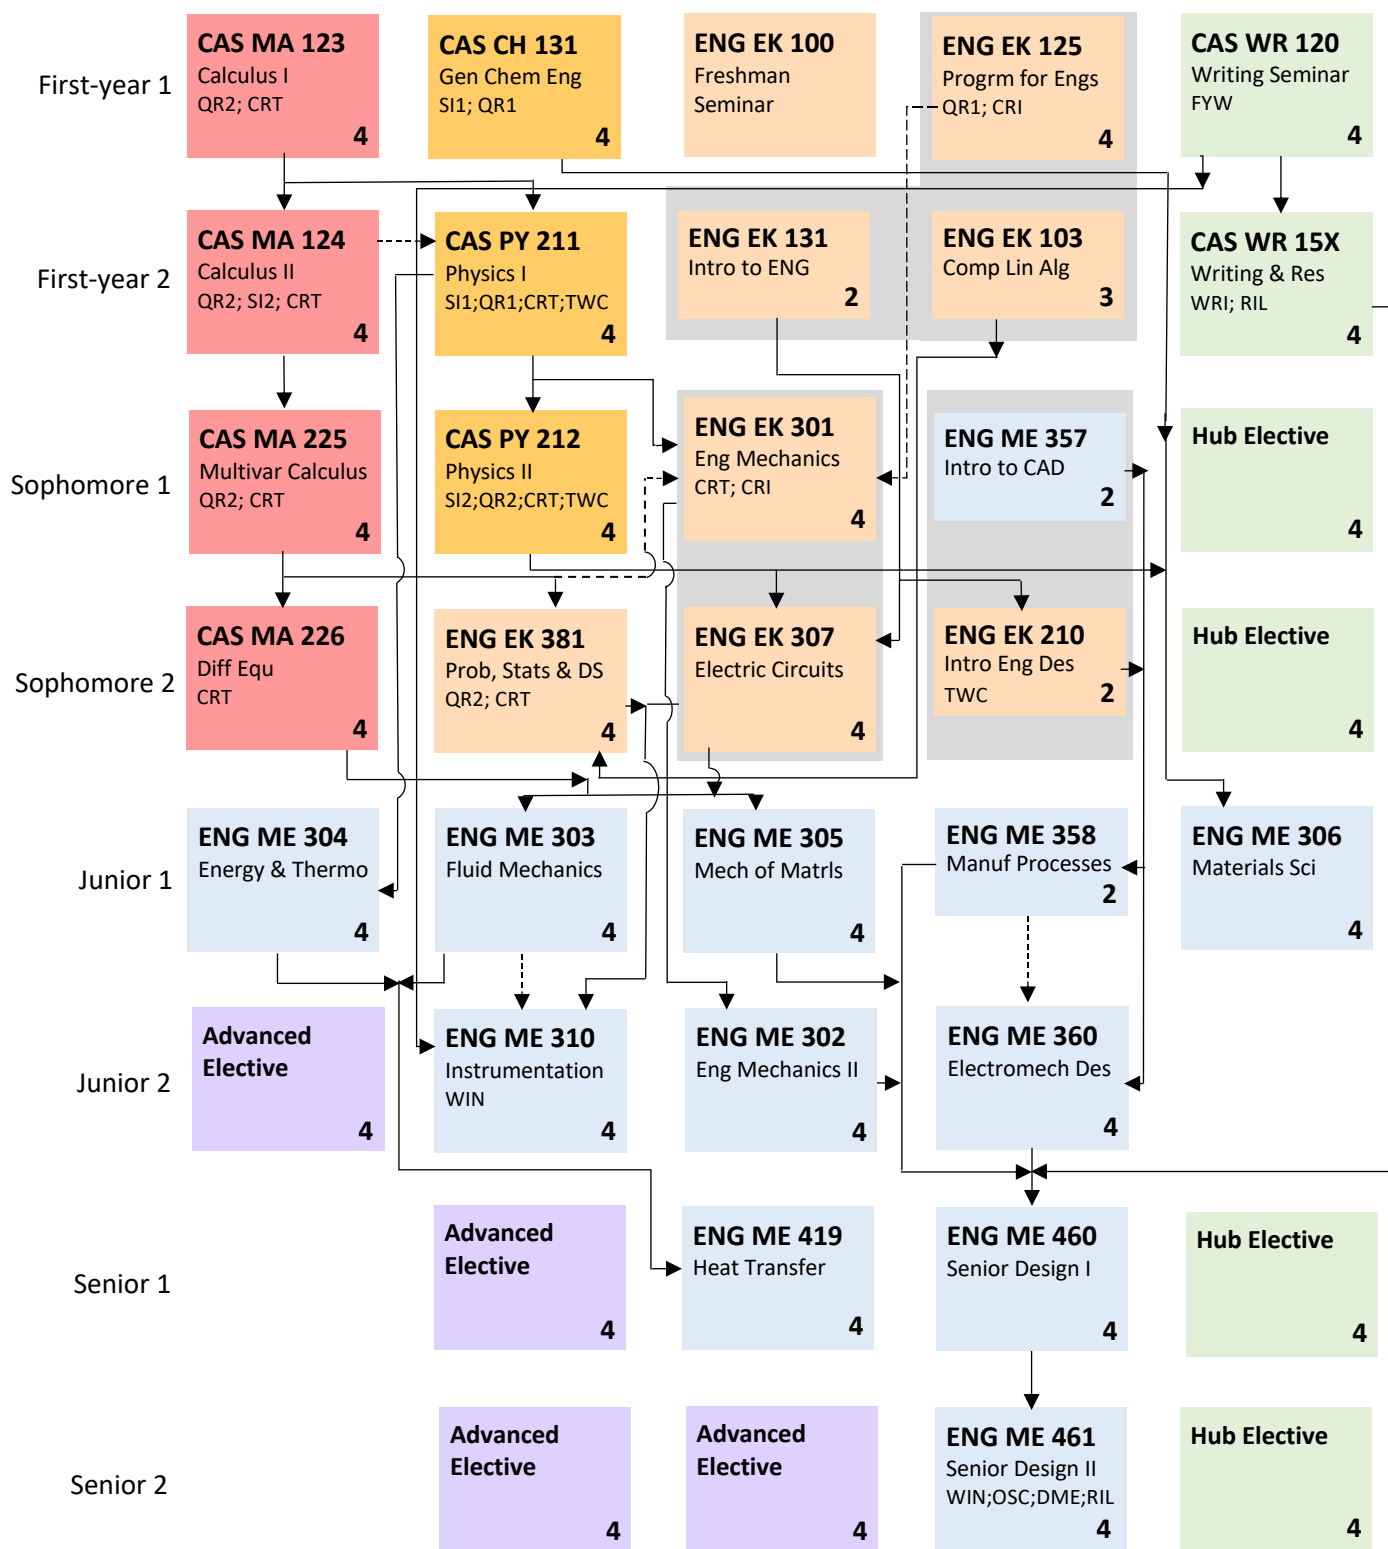 First-year 1
CAS MA 123
Calculus I
QR2; CRT
4
CAS CH 131
Gen Chem Eng
SI1; QR1
4
ENG EK 100
Freshman
Seminar
ENG EK 125
Progrm for Engs
QR1; CRI
4
CAS WR 120
Writing Seminar
FYW
4
First-year 2
CAS MA 124
Calculus II
QR2; SI2; CRT
4
CAS PY 211
Physics I
SI1;QR1;CRT;TWC
4
ENG EK 131
Intro to ENG
2
ENG EK 103
Comp Lin Alg
3
CAS WR 15X
Writing & Res
WRI; RIL
4
Sophomore 1
CAS MA 225
Multivar Calculus
QR2; CRT
4
CAS PY 212
Physics II
SI2;QR2;CRT;TWC
4
ENG EK 301
Eng Mechanics
CRT; CRI
4
ENG ME 357
Intro to CAD
2
Hub Elective
4
Sophomore 2
CAS MA 226
Diff Equ
CRT
4
ENG EK 381
Prob, Stats & DS
QR2; CRT
4
ENG EK 307
Electric Circuits
4
ENG EK 210
Intro Eng Des
TWC
2
Hub Elective
4
Junior 1
ENG ME 304
Energy & Thermo
4
ENG ME 303
Fluid Mechanics
4
ENG ME 305
Mech of Matrls
4
ENG ME 358
Manuf Processes
2
ENG ME 306
Materials Sci
4
Junior 2
Advanced
Elective
4
ENG ME 310
Instrumentation
WIN
4
ENG ME 302
Eng Mechanics II
4
ENG ME 360
Electromech Des
4
Senior 1
Advanced
Elective
4
ENG ME 419
Heat Transfer
4
ENG ME 460
Senior Design I
4
Hub Elective
4
Senior 2
Advanced
Elective
4
Advanced
Elective
4
ENG ME 461
Senior Design II
WIN;OSC;DME;RIL
4
Hub Elective
4